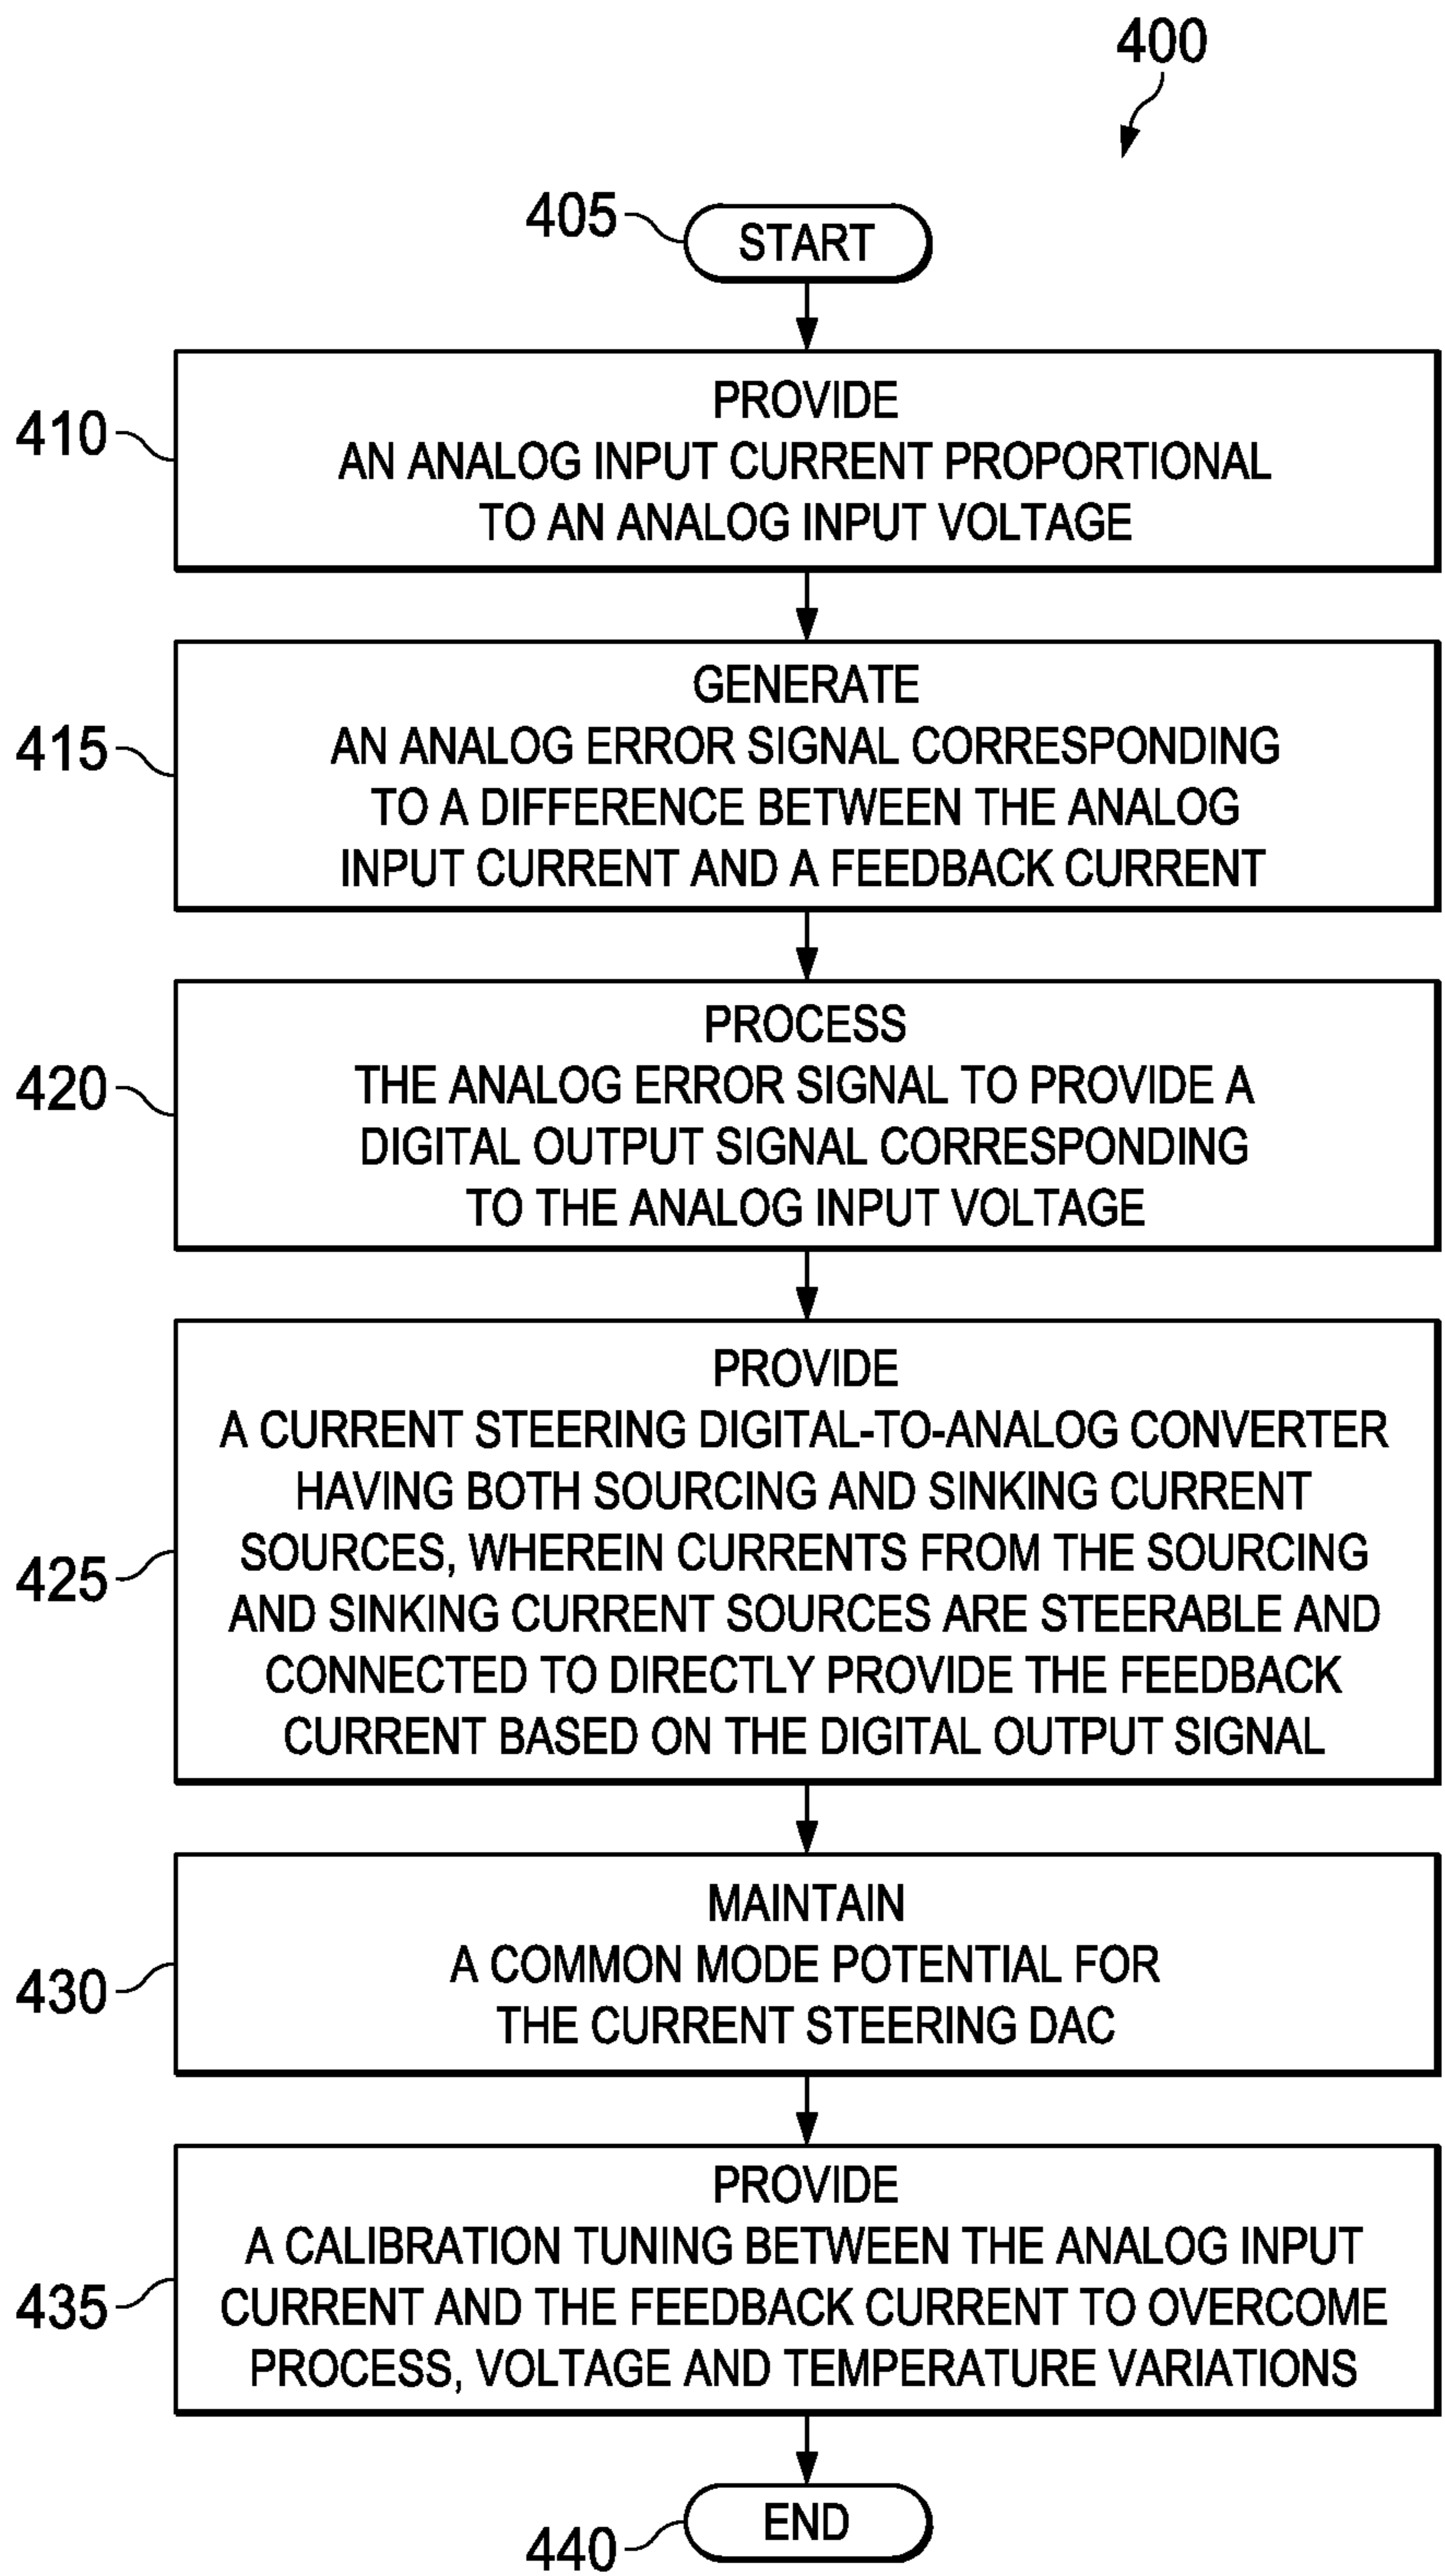 400
405
START
410
PROVIDE
AN ANALOG INPUT CURRENT PROPORTIONAL
TO AN ANALOG INPUT VOLTAGE
415
GENERATE
AN ANALOG ERROR SIGNAL CORRESPONDING
TO A DIFFERENCE BETWEEN THE ANALOG
INPUT CURRENT AND A FEEDBACK CURRENT
420
PROCESS
THE ANALOG ERROR SIGNAL TO PROVIDE A
DIGITAL OUTPUT SIGNAL CORRESPONDING
TO THE ANALOG INPUT VOLTAGE
425
PROVIDE
A CURRENT STEERING DIGITAL-TO-ANALOG CONVERTER
HAVING BOTH SOURCING AND SINKING CURRENT
SOURCES, WHEREIN CURRENTS FROM THE SOURCING
AND SINKING CURRENT SOURCES ARE STEERABLE AND
CONNECTED TO DIRECTLY PROVIDE THE FEEDBACK
CURRENT BASED ON THE DIGITAL OUTPUT SIGNAL
430
MAINTAIN
A COMMON MODE POTENTIAL FOR
THE CURRENT STEERING DAC
435
PROVIDE
A CALIBRATION TUNING BETWEEN THE ANALOG INPUT
CURRENT AND THE FEEDBACK CURRENT TO OVERCOME
PROCESS, VOLTAGE AND TEMPERATURE VARIATIONS
440
END